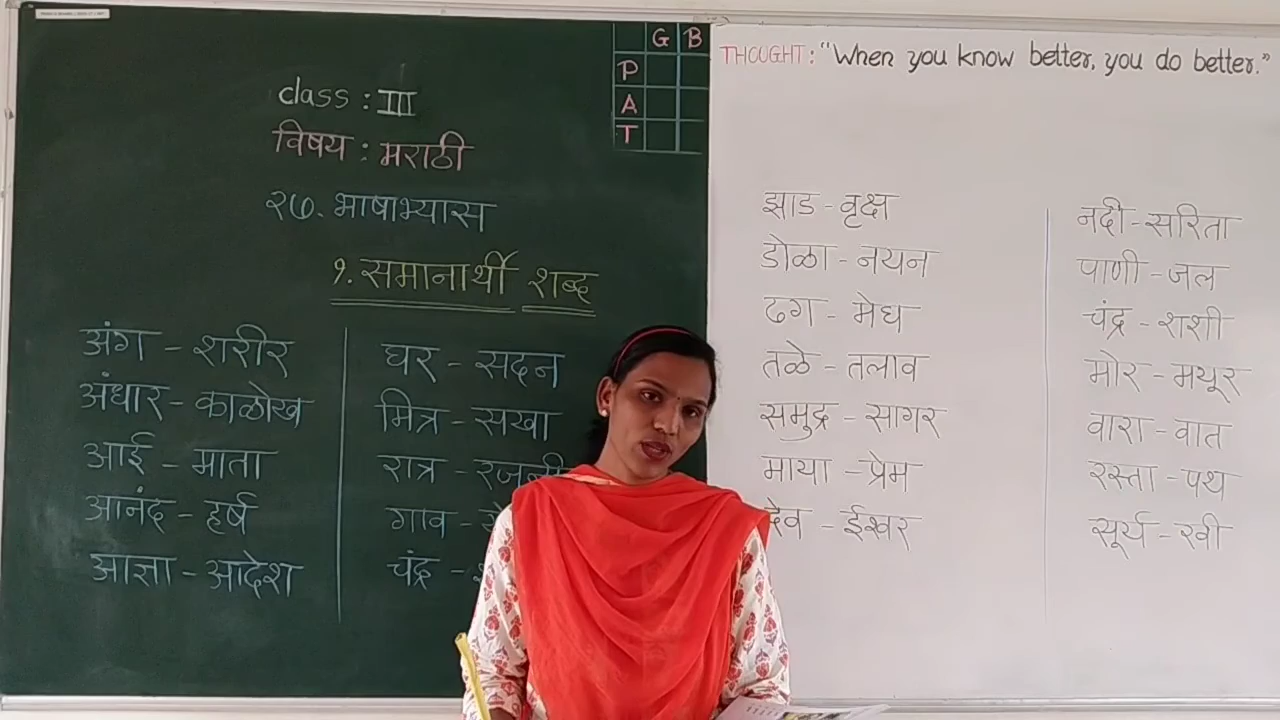 G B
P
A
T
class : III
विषय : मराठी
२७. भाषाभ्यास
१. समानार्थी शब्द
अंग - शरीर
अंधार - काळोख
आई - माता
आनंद - हर्ष
आज्ञा - आदेश
घर - सदन
मित्र - सखा
रात्र - रजनी
गाव -
चंद्र -
THOUGHT : "When you know better, you do better."
झाड - वृक्ष
डोळा - नयन
ढग - मेघ
तळे - तलाव
समुद्र - सागर
माया - प्रेम
देव - ईश्वर
नदी - सरिता
पाणी - जल
चंद्र - शशी
मोर - मयूर
वारा - वात
रस्ता - पथ
सूर्य - रवी